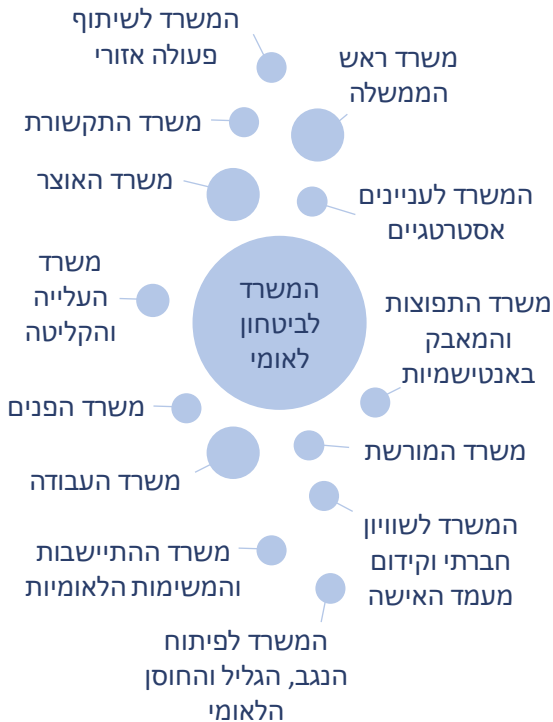 המשרד לשיתוף
פעולה אזורי
משרד ראש
הממשלה
משרד התקשורת
משרד האוצר
המשרד לעניינים
אסטרטגיים
משרד
העלייה
והקליטה
המשרד
לביטחון
לאומי
משרד התפוצות
והמאבק
באנטישמיות
משרד הפנים
משרד המורשת
משרד העבודה
המשרד לשוויון
חברתי וקידום
מעמד האישה
משרד ההתיישבות
והמשימות הלאומיות
המשרד לפיתוח
הנגב, הגליל והחוסן
הלאומי